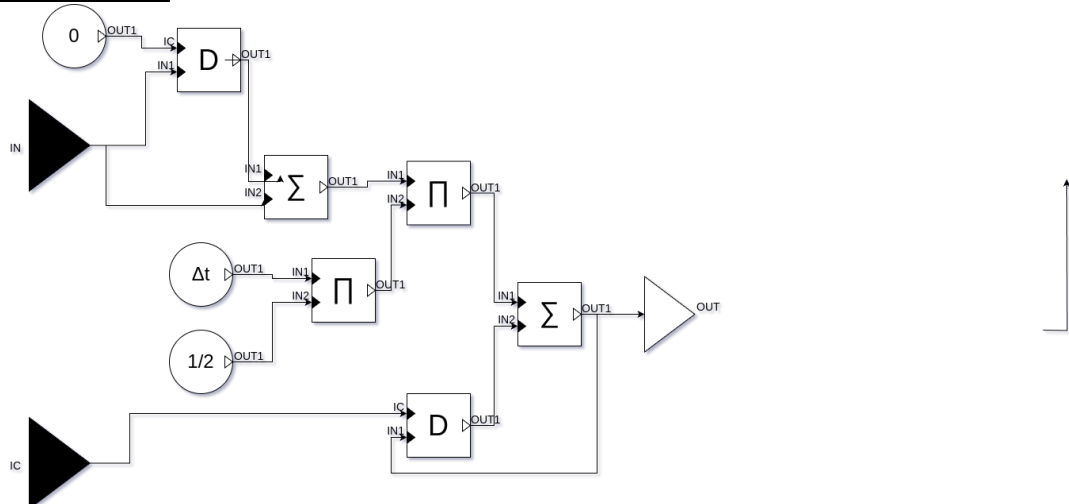 0
OUT1
IC
IN1
D
OUT1
IN
IN1
IN2
Σ
OUT1
IN1
IN2
Π
OUT1
Δt
OUT1
IN1
IN2
Π
OUT1
1/2
OUT1
IN1
IN2
Σ
OUT1
OUT
IC
IN1
D
OUT1
IC